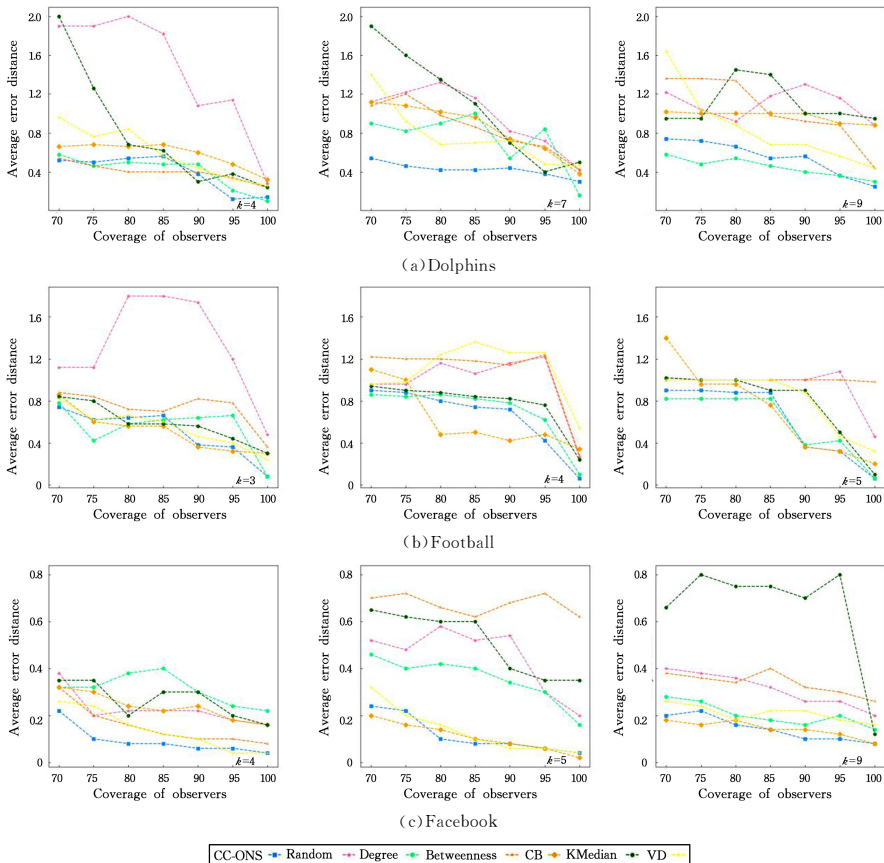 2.0 1.6 1.2 0.8 0.4
Average error distance
70 75 80 85 90 95 100
k=4
Coverage of observers
2.0 1.6 1.2 0.8 0.4
Average error distance
70 75 80 85 90 95 100
k=7
Coverage of observers
2.0 1.6 1.2 0.8 0.4
Average error distance
70 75 80 85 90 95 100
k=9
Coverage of observers
(a)Dolphins
1.6 1.2 0.8 0.4 0
Average error distance
70 75 80 85 90 95 100
k=3
Coverage of observers
1.6 1.2 0.8 0.4 0
Average error distance
70 75 80 85 90 95 100
k=4
Coverage of observers
1.6 1.2 0.8 0.4 0
Average error distance
70 75 80 85 90 95 100
k=5
Coverage of observers
(b)Football
0.8 0.6 0.4 0.2 0
Average error distance
70 75 80 85 90 95 100
k=4
Coverage of observers
0.8 0.6 0.4 0.2 0
Average error distance
70 75 80 85 90 95 100
k=5
Coverage of observers
0.8 0.6 0.4 0.2 0
Average error distance
70 75 80 85 90 95 100
k=9
Coverage of observers
(c)Facebook
CC-ONS Random Degree Betweenness CB KMedian VD